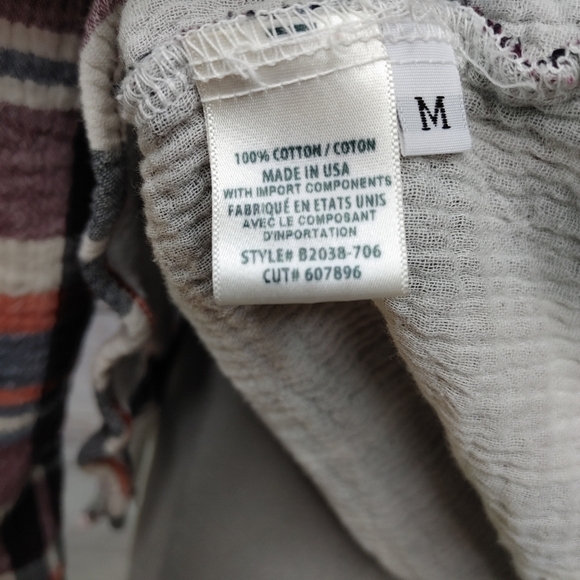 100% COTTON / COTON
MADE IN USA
WITH IMPORT COMPONENTS
FABRIQUÉ EN ETATS UNIS
AVEC LE COMPOSANT
D'INPORTATION
STYLE# B2038-706
CUT# 607896
M